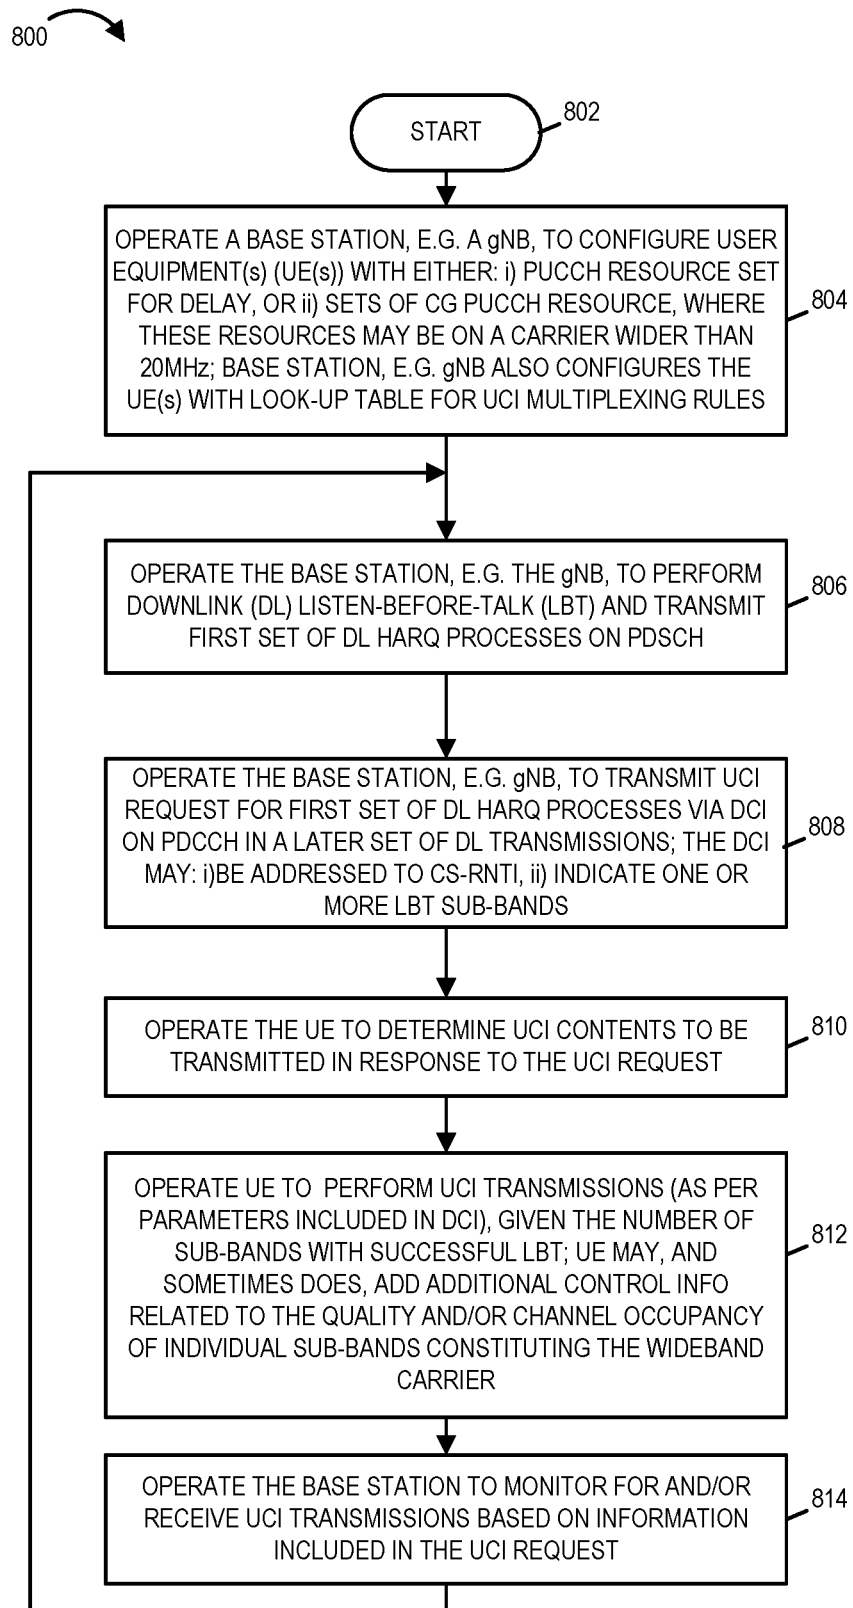 800
START
802
OPERATE A BASE STATION, E.G. A gNB, TO CONFIGURE USER
EQUIPMENT(s) (UE(s)) WITH EITHER: i) PUCCH RESOURCE SET
FOR DELAY, OR ii) SETS OF CG PUCCH RESOURCE, WHERE
THESE RESOURCES MAY BE ON A CARRIER WIDER THAN
20MHz; BASE STATION, E.G. gNB ALSO CONFIGURES THE
UE(s) WITH LOOK-UP TABLE FOR UCI MULTIPLEXING RULES
804
OPERATE THE BASE STATION, E.G. THE gNB, TO PERFORM
DOWNLINK (DL) LISTEN-BEFORE-TALK (LBT) AND TRANSMIT
FIRST SET OF DL HARQ PROCESSES ON PDSCH
806
OPERATE THE BASE STATION, E.G. gNB, TO TRANSMIT UCI
REQUEST FOR FIRST SET OF DL HARQ PROCESSES VIA DCI
ON PDCCH IN A LATER SET OF DL TRANSMISSIONS; THE DCI
MAY: i)BE ADDRESSED TO CS-RNTI, ii) INDICATE ONE OR
MORE LBT SUB-BANDS
808
OPERATE THE UE TO DETERMINE UCI CONTENTS TO BE
TRANSMITTED IN RESPONSE TO THE UCI REQUEST
810
OPERATE UE TO PERFORM UCI TRANSMISSIONS (AS PER
PARAMETERS INCLUDED IN DCI), GIVEN THE NUMBER OF
SUB-BANDS WITH SUCCESSFUL LBT; UE MAY, AND
SOMETIMES DOES, ADD ADDITIONAL CONTROL INFO
RELATED TO THE QUALITY AND/OR CHANNEL OCCUPANCY
OF INDIVIDUAL SUB-BANDS CONSTITUTING THE WIDEBAND
CARRIER
812
OPERATE THE BASE STATION TO MONITOR FOR AND/OR
RECEIVE UCI TRANSMISSIONS BASED ON INFORMATION
INCLUDED IN THE UCI REQUEST
814